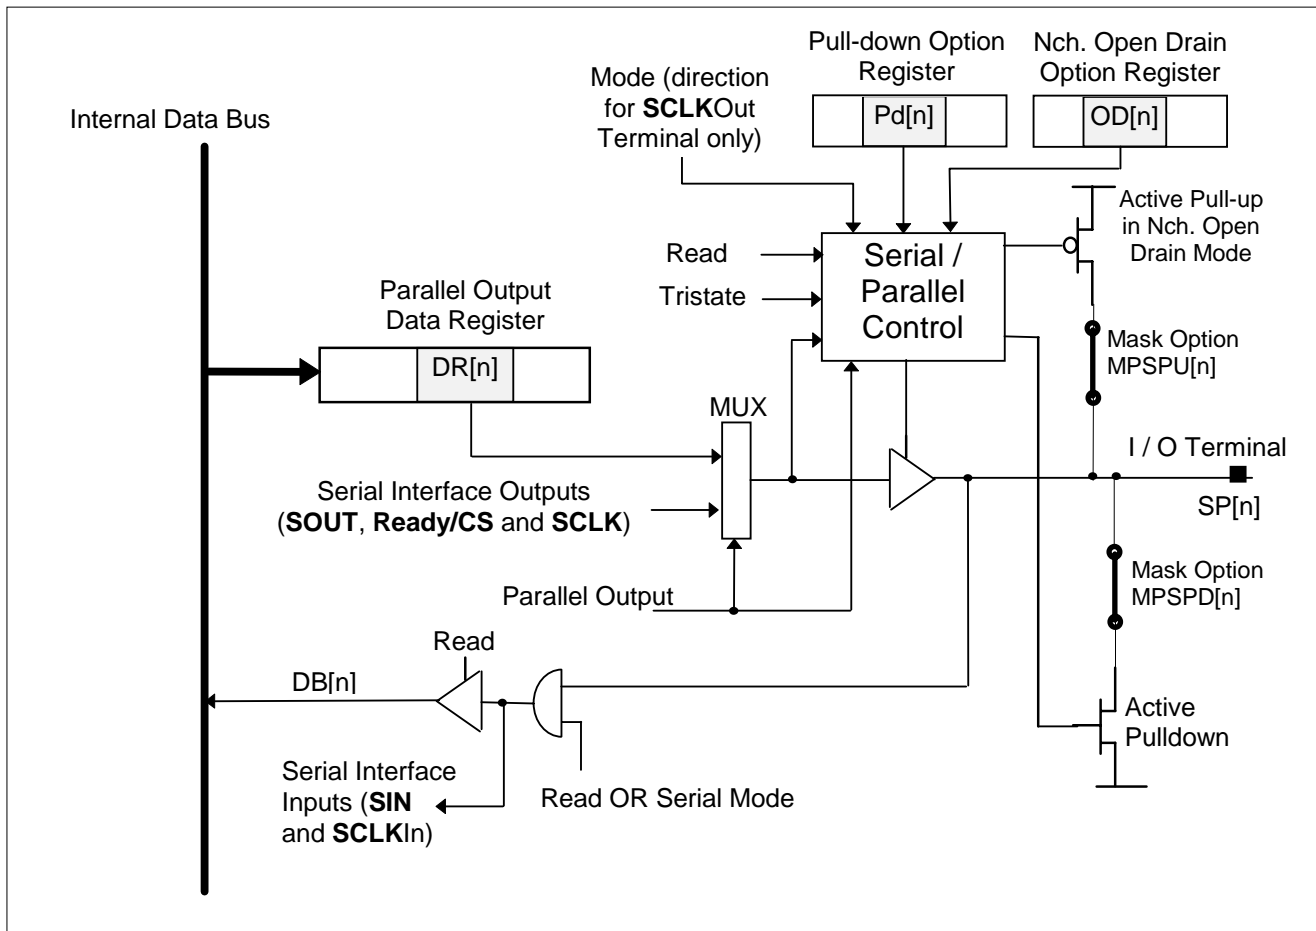 Pull-down Option
Register
Nch. Open Drain
Option Register
Mode (direction
for SCLKOut
Terminal only)
Pd[n]
OD[n]
Internal Data Bus
Active Pull-up
in Nch. Open
Drain Mode
Read
Tristate
Serial /
Parallel
Control
Parallel Output
Data Register
DR[n]
Mask Option
MPSPU[n]
MUX
I / O Terminal
SP[n]
Serial Interface Outputs
(SOUT, Ready/CS and SCLK)
Mask Option
MPSPD[n]
Parallel Output
Read
DB[n]
Active
Pulldown
Serial Interface
Inputs (SIN
and SCLKIn)
Read OR Serial Mode